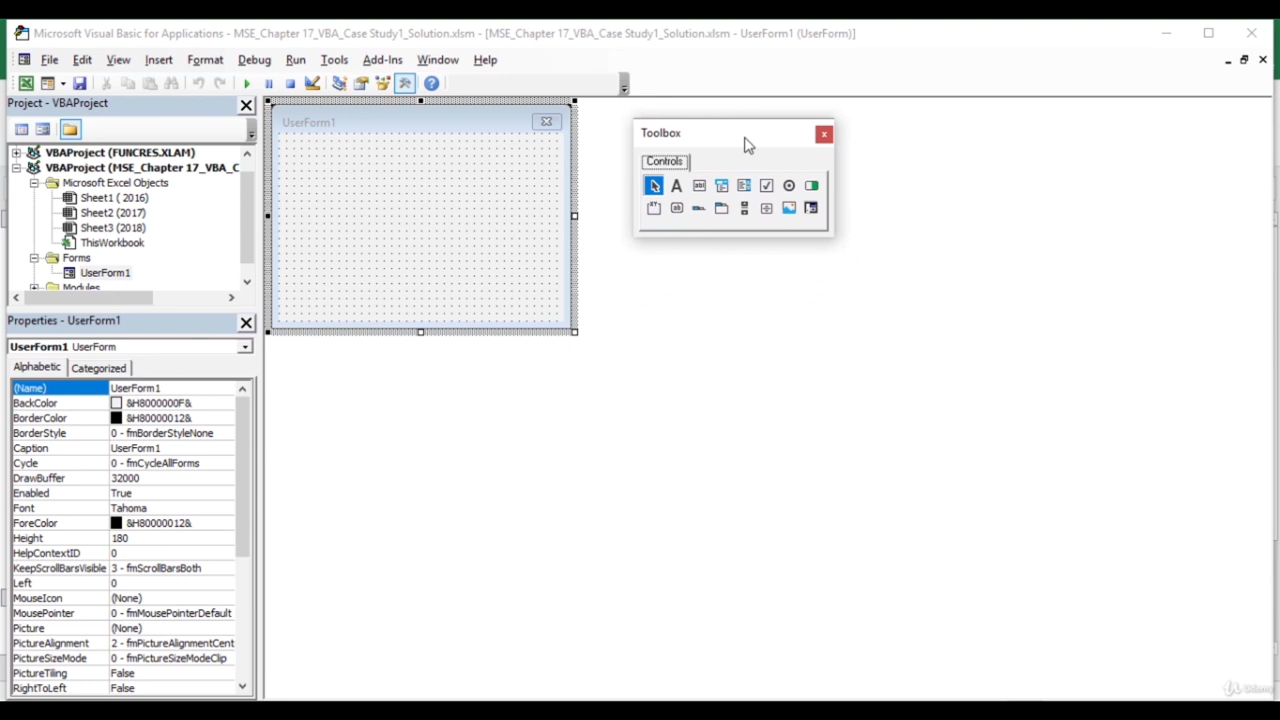 Microsoft Visual Basic for Applications - MSE_Chapter 17_VBA_Case Study1_Solution.xlsm - [MSE_Chapter 17_VBA_Case Study1_Solution.xlsm - UserForm1 (UserForm)]
File Edit View Insert Format Debug Run Tools Add-Ins Window Help
Project - VBAProject
VBAProject (FUNCRES.XLAM)
VBAProject (MSE_Chapter 17_VBA_C
Microsoft Excel Objects
Sheet1 ( 2016)
Sheet2 (2017)
Sheet3 (2018)
ThisWorkbook
Forms
UserForm1
Modules
Properties - UserForm1
UserForm1 UserForm
Alphabetic Categorized
(Name) UserForm1
BackColor &H8000000F&
BorderColor &H80000012&
BorderStyle 0 - fmBorderStyleNone
Caption UserForm1
Cycle 0 - fmCycleAllForms
DrawBuffer 32000
Enabled True
Font Tahoma
ForeColor &H80000012&
Height 180
HelpContextID 0
KeepScrollBarsVisible 3 - fmScrollBarsBoth
Left 0
MouseIcon (None)
MousePointer 0 - fmMousePointerDefault
Picture (None)
PictureAlignment 2 - fmPictureAlignmentCent
PictureSizeMode 0 - fmPictureSizeModeClip
PictureTiling False
RightToLeft False
UserForm1
Toolbox
Controls
A ab|
ab
Udemy